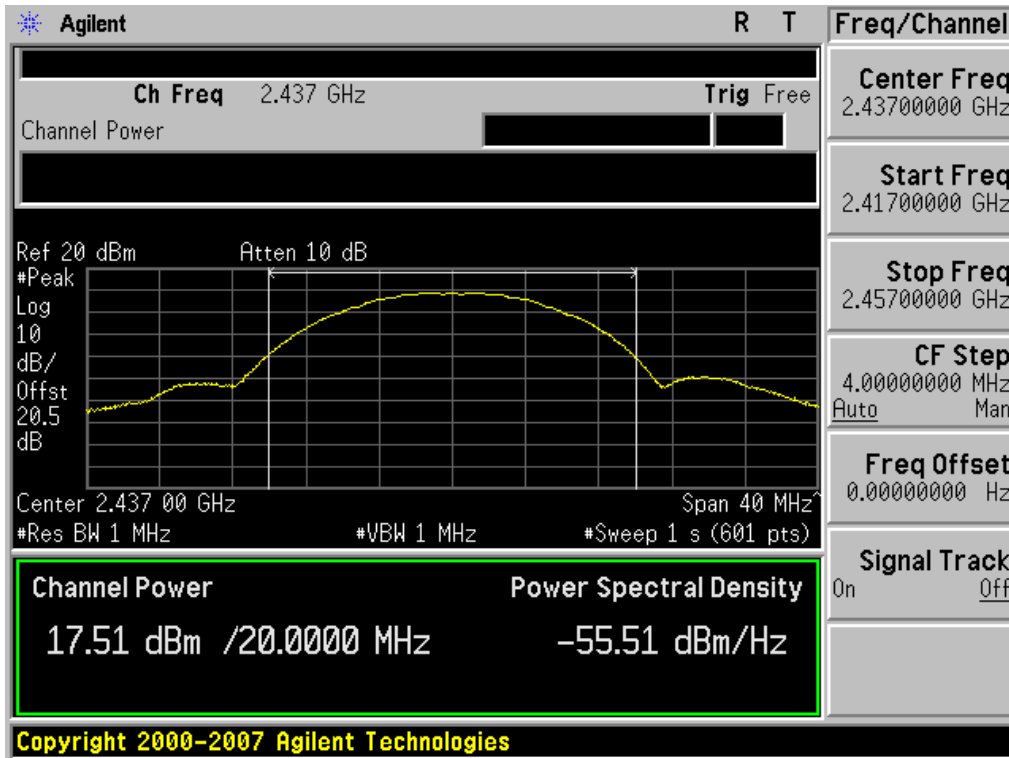 Agilent R T Freq/Channel
Ch Freq 2.437 GHz Trig Free
Channel Power
Ref 20 dBm Atten 10 dB
#Peak
Log
10
dB/
Offst
20.5
dB
Center 2.437 00 GHz Span 40 MHz^
#Res BW 1 MHz #VBW 1 MHz #Sweep 1 s (601 pts)
Channel Power Power Spectral Density
17.51 dBm /20.0000 MHz -55.51 dBm/Hz
Copyright 2000-2007 Agilent Technologies
Center Freq
2.43700000 GHz
Start Freq
2.41700000 GHz
Stop Freq
2.45700000 GHz
CF Step
4.00000000 MHz
Auto Man
Freq Offset
0.00000000 Hz
Signal Track
On Off